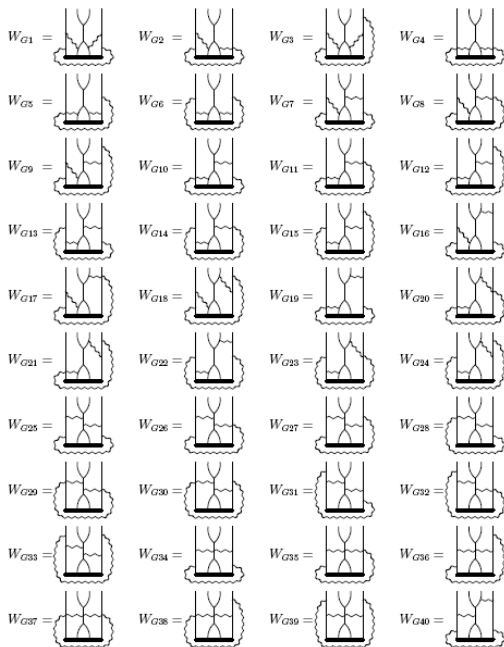 W_{G1} = W_{G2} = W_{G3} = W_{G4} =
W_{G5} = W_{G6} = W_{G7} = W_{G8} =
W_{G9} = W_{G10} = W_{G11} = W_{G12} =
W_{G13} = W_{G14} = W_{G15} = W_{G16} =
W_{G17} = W_{G18} = W_{G19} = W_{G20} =
W_{G21} = W_{G22} = W_{G23} = W_{G24} =
W_{G25} = W_{G26} = W_{G27} = W_{G28} =
W_{G29} = W_{G30} = W_{G31} = W_{G32} =
W_{G33} = W_{G34} = W_{G35} = W_{G36} =
W_{G37} = W_{G38} = W_{G39} = W_{G40} =